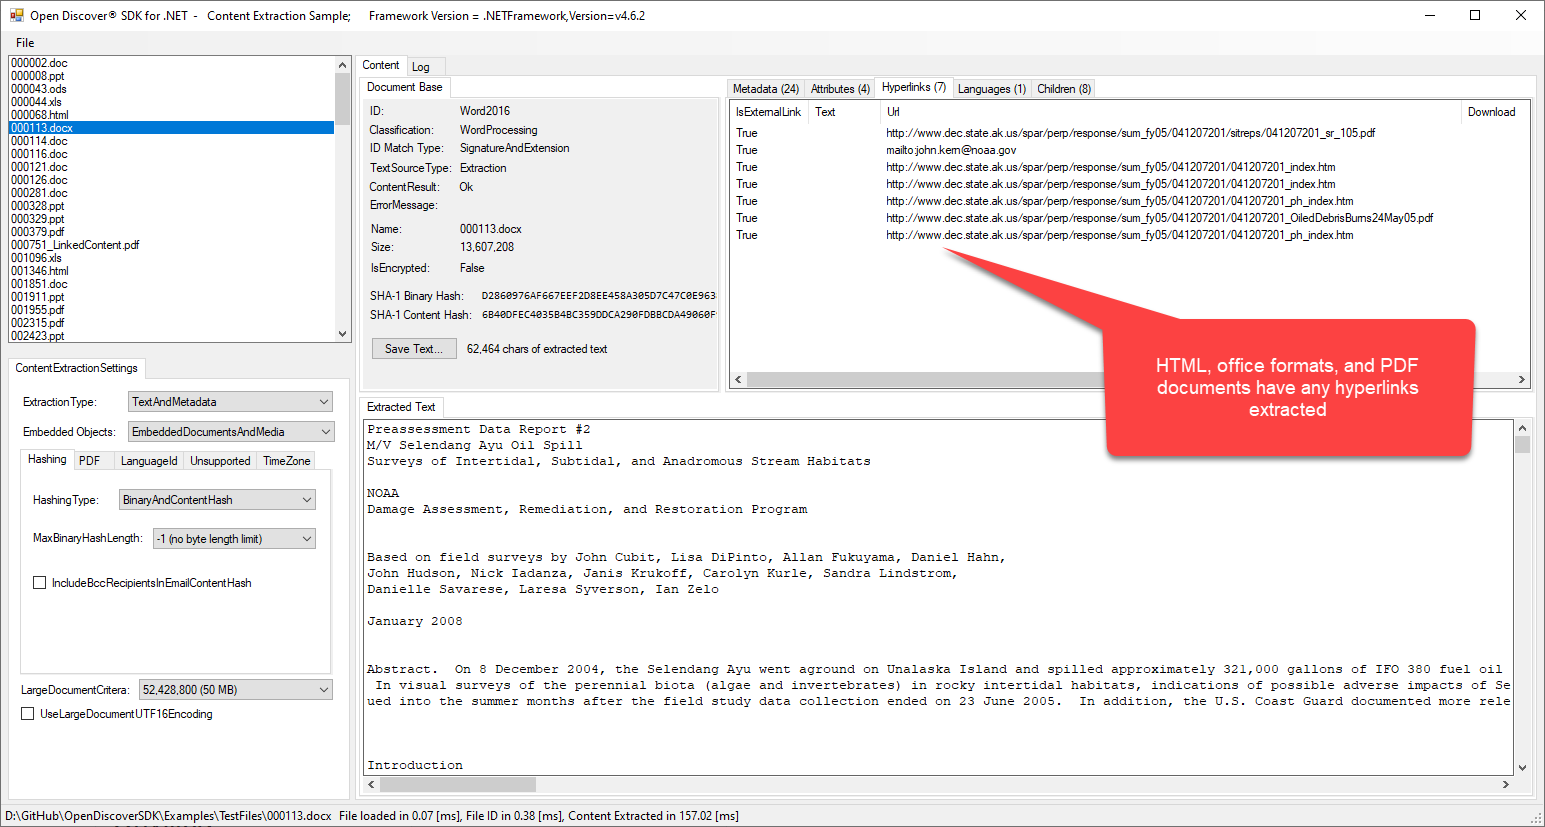 Open Discover® SDK for .NET - Content Extraction Sample; Framework Version = .NETFramework,Version=v4.6.2
File
000002.doc
000008.ppt
000043.ods
000044.xls
000068.html
000113.docx
000114.doc
000116.doc
000121.doc
000126.doc
000281.doc
000328.ppt
000329.ppt
000379.pdf
000751_LinkedContent.pdf
001096.xls
001346.html
001851.doc
001911.ppt
001955.pdf
002315.pdf
002423.ppt
ContentExtractionSettings
ExtractionType: TextAndMetadata
Embedded Objects: EmbeddedDocumentsAndMedia
Hashing PDF LanguageId Unsupported TimeZone
HashingType: BinaryAndContentHash
MaxBinaryHashLength: -1 (no byte length limit)
IncludeBccRecipientsInEmailContentHash
LargeDocumentCritera: 52,428,800 (50 MB)
UseLargeDocumentUTF16Encoding
Content Log
Document Base
ID: Word2016
Classification: WordProcessing
ID Match Type: SignatureAndExtension
TextSourceType: Extraction
ContentResult: Ok
ErrorMessage:
Name: 000113.docx
Size: 13,607,208
IsEncrypted: False
SHA-1 Binary Hash: D2860976AF667EEF2D8EE458A305D7C47C0E963
SHA-1 Content Hash: 6B40DFEC4035B4BC359DDCA290FDBBCDA49060F
Save Text... 62,464 chars of extracted text
Metadata (24) Attributes (4) Hyperlinks (7) Languages (1) Children (8)
IsExternalLink Text Url Download
True http://www.dec.state.ak.us/spar/perp/response/sum_fy05/041207201/sitreps/041207201_sr_105.pdf
True mailto:john.kern@noaa.gov
True http://www.dec.state.ak.us/spar/perp/response/sum_fy05/041207201/041207201_index.htm
True http://www.dec.state.ak.us/spar/perp/response/sum_fy05/041207201/041207201_index.htm
True http://www.dec.state.ak.us/spar/perp/response/sum_fy05/041207201/041207201_ph_index.htm
True http://www.dec.state.ak.us/spar/perp/response/sum_fy05/041207201/041207201_OiledDebrisBurns24May05.pdf
True http://www.dec.state.ak.us/spar/perp/response/sum_fy05/041207201/041207201_ph_index.htm
HTML, office formats, and PDF
documents have any hyperlinks
extracted
Extracted Text
Preassessment Data Report #2
M/V Selendang Ayu Oil Spill
Surveys of Intertidal, Subtidal, and Anadromous Stream Habitats
NOAA
Damage Assessment, Remediation, and Restoration Program
Based on field surveys by John Cubit, Lisa DiPinto, Allan Fukuyama, Daniel Hahn,
John Hudson, Nick Iadanza, Janis Krukoff, Carolyn Kurle, Sandra Lindstrom,
Danielle Savarese, Laresa Syverson, Ian Zelo
January 2008
Abstract. On 8 December 2004, the Selendang Ayu went aground on Unalaska Island and spilled approximately 321,000 gallons of IFO 380 fuel oil
In visual surveys of the perennial biota (algae and invertebrates) in rocky intertidal habitats, indications of possible adverse impacts of Se
ued into the summer months after the field study data collection ended on 23 June 2005. In addition, the U.S. Coast Guard documented more rele
Introduction
D:\GitHub\OpenDiscoverSDK\Examples\TestFiles\000113.docx File loaded in 0.07 [ms], File ID in 0.38 [ms], Content Extracted in 157.02 [ms]